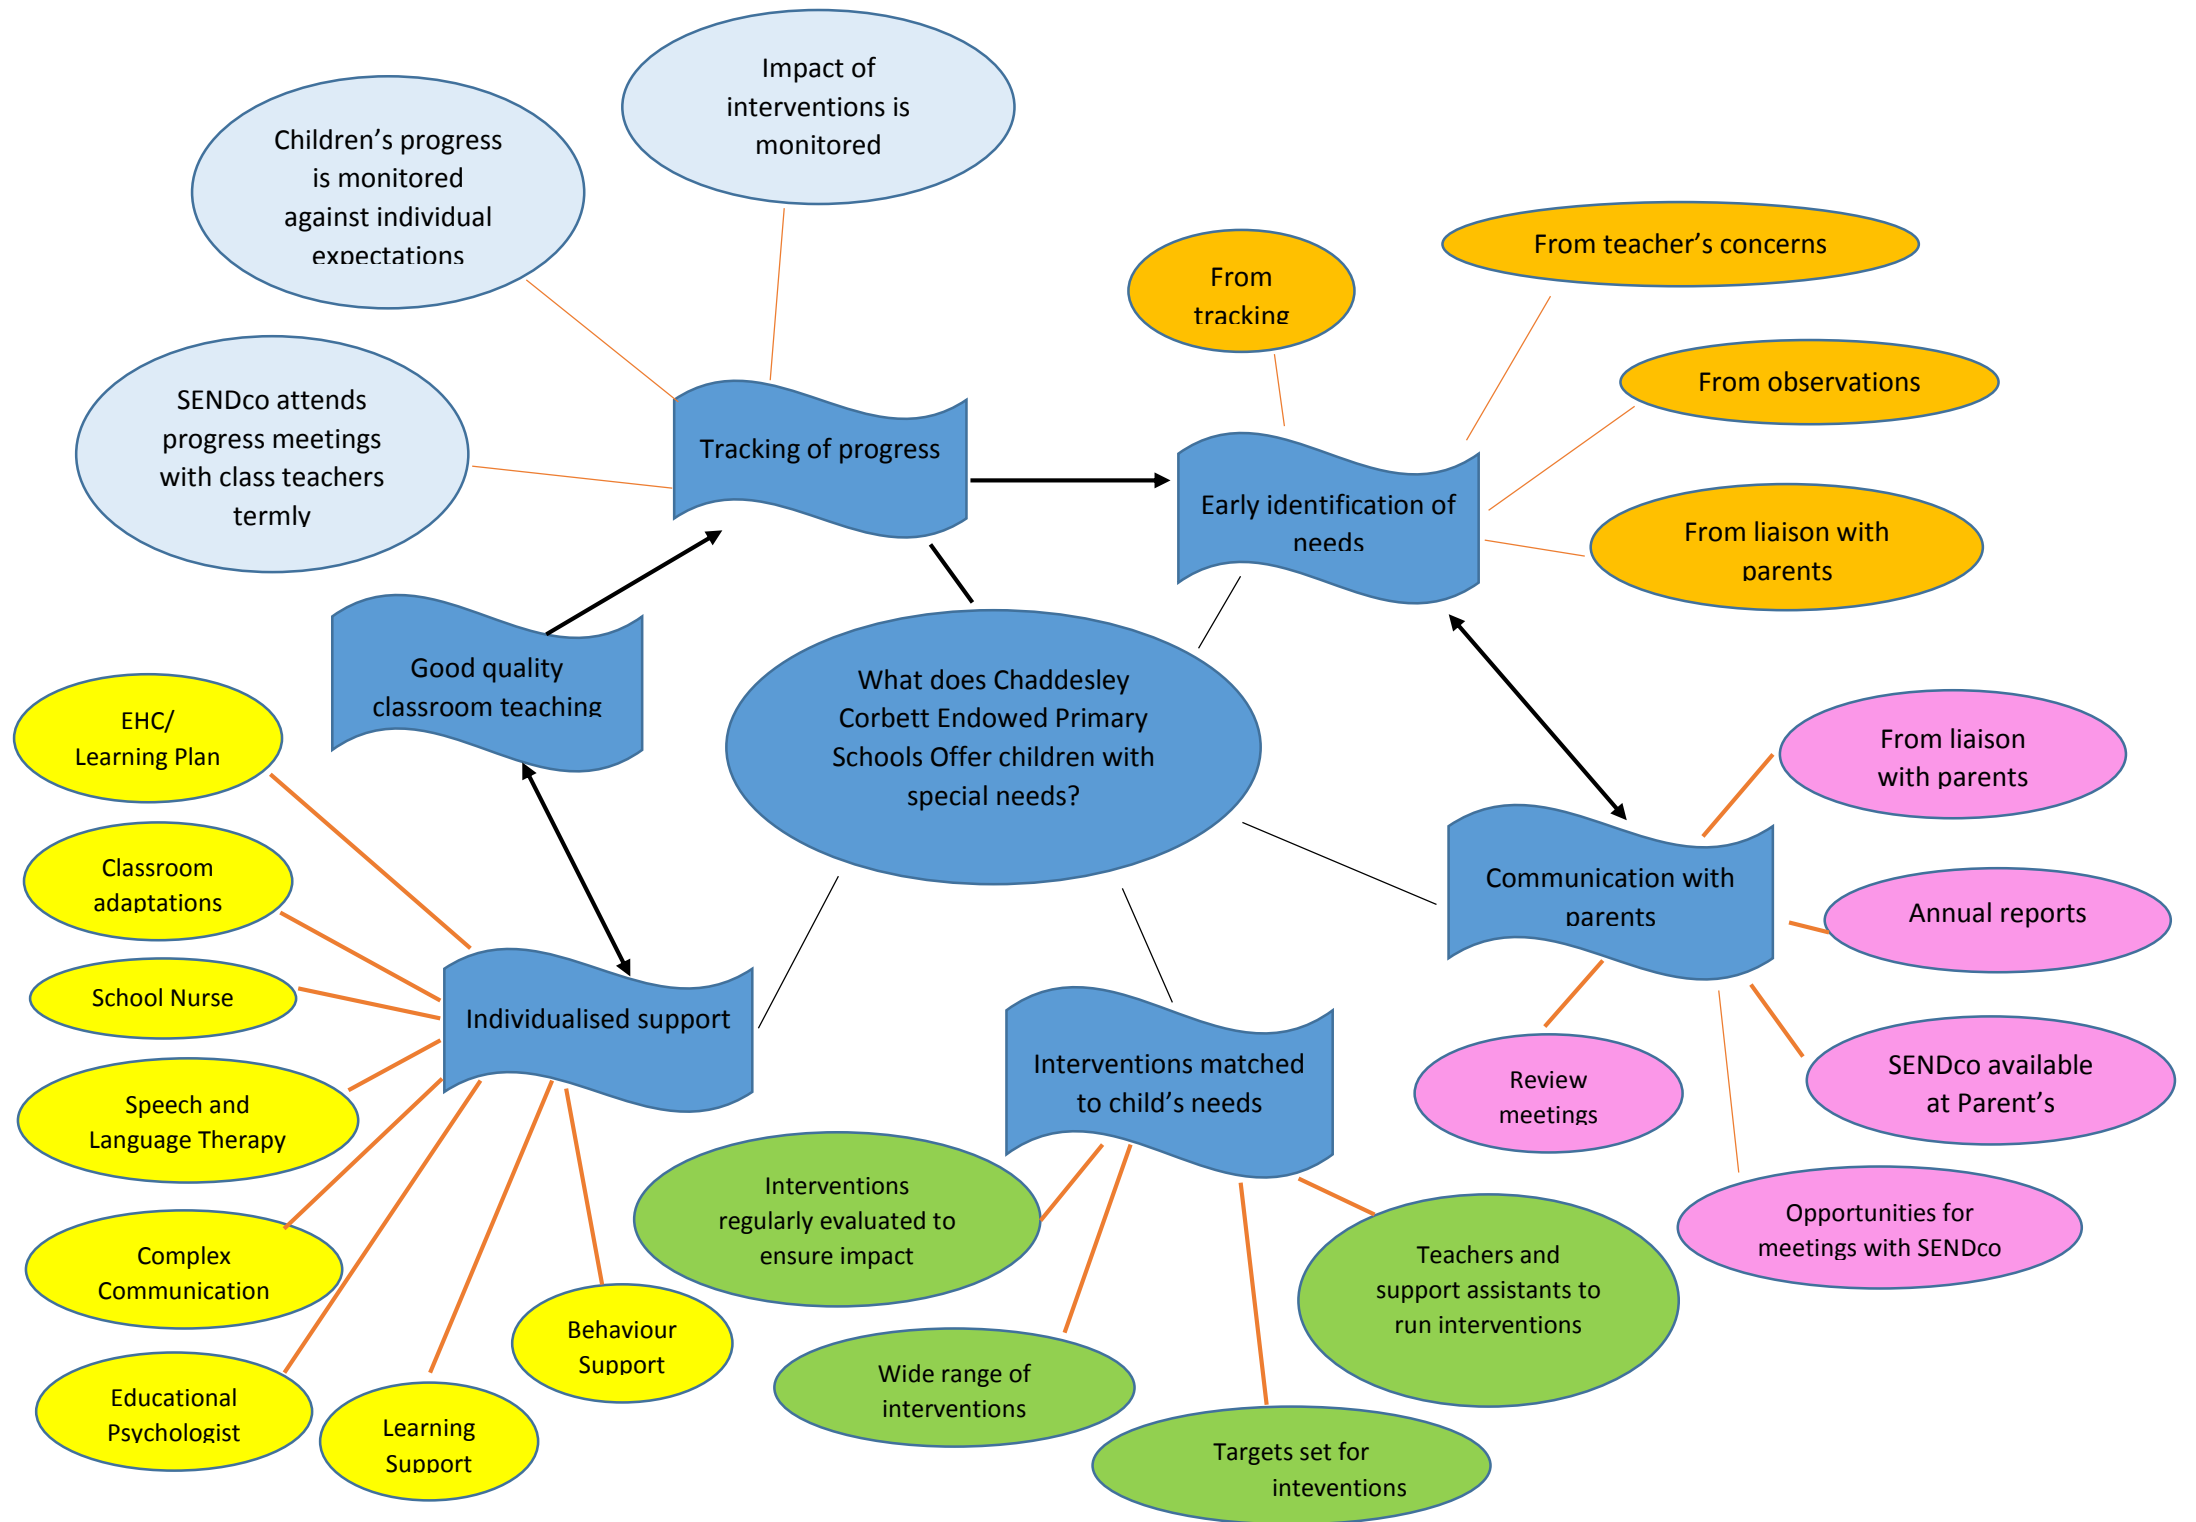 Impact of
interventions is
monitored
Children’s progress
is monitored
against individual
expectations
SENDco attends
progress meetings
with class teachers
termly
Tracking of progress
From
tracking
From teacher’s concerns
From observations
From liaison with
parents
Early identification of
needs
Good quality
classroom teaching
What does Chaddesley
Corbett Endowed Primary
Schools Offer children with
special needs?
EHC/
Learning Plan
Classroom
adaptations
School Nurse
Speech and
Language Therapy
Complex
Communication
Educational
Psychologist
Learning
Support
Behaviour
Support
Individualised support
Interventions matched
to child’s needs
Interventions
regularly evaluated to
ensure impact
Wide range of
interventions
Targets set for
inteventions
Teachers and
support assistants to
run interventions
Communication with
parents
From liaison
with parents
Annual reports
SENDco available
at Parent’s
Review
meetings
Opportunities for
meetings with SENDco